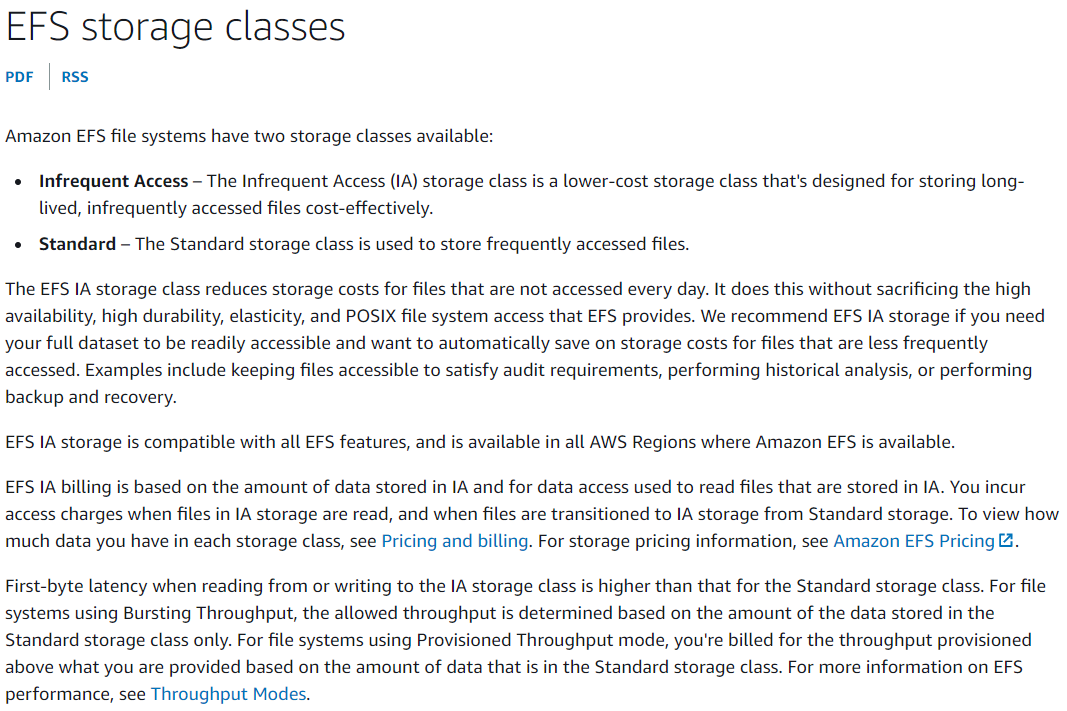 EFS storage classes
PDF | RSS
Amazon EFS file systems have two storage classes available:
• Infrequent Access – The Infrequent Access (IA) storage class is a lower-cost storage class that's designed for storing long-
lived, infrequently accessed files cost-effectively.
• Standard – The Standard storage class is used to store frequently accessed files.
The EFS IA storage class reduces storage costs for files that are not accessed every day. It does this without sacrificing the high
availability, high durability, elasticity, and POSIX file system access that EFS provides. We recommend EFS IA storage if you need
your full dataset to be readily accessible and want to automatically save on storage costs for files that are less frequently
accessed. Examples include keeping files accessible to satisfy audit requirements, performing historical analysis, or performing
backup and recovery.
EFS IA storage is compatible with all EFS features, and is available in all AWS Regions where Amazon EFS is available.
EFS IA billing is based on the amount of data stored in IA and for data access used to read files that are stored in IA. You incur
access charges when files in IA storage are read, and when files are transitioned to IA storage from Standard storage. To view how
much data you have in each storage class, see Pricing and billing. For storage pricing information, see Amazon EFS Pricing.
First-byte latency when reading from or writing to the IA storage class is higher than that for the Standard storage class. For file
systems using Bursting Throughput, the allowed throughput is determined based on the amount of the data stored in the
Standard storage class only. For file systems using Provisioned Throughput mode, you're billed for the throughput provisioned
above what you are provided based on the amount of data that is in the Standard storage class. For more information on EFS
performance, see Throughput Modes.